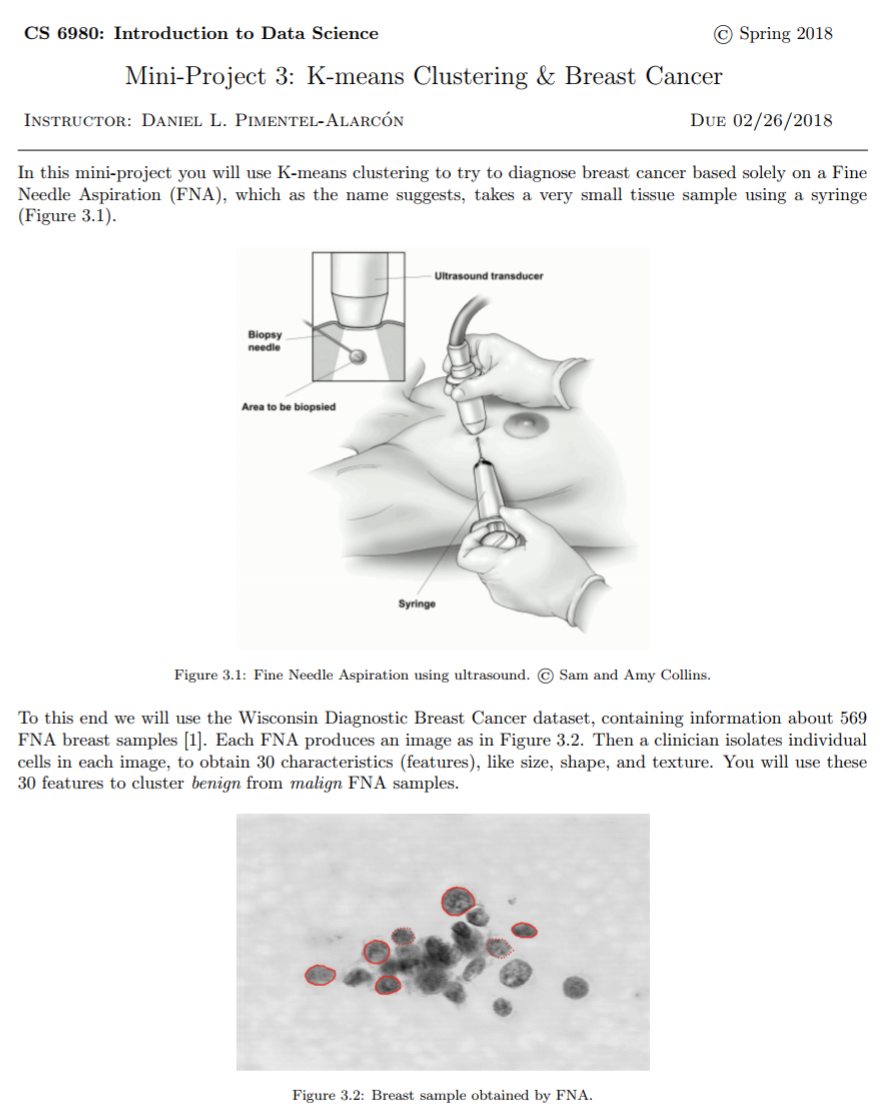 CS 6980: Introduction to Data Science
© Spring 2018
Mini-Project 3: K-means Clustering & Breast Cancer
Instructor: Daniel L. Pimentel-Alarcón
Due 02/26/2018
In this mini-project you will use K-means clustering to try to diagnose breast cancer based solely on a Fine
Needle Aspiration (FNA), which as the name suggests, takes a very small tissue sample using a syringe
(Figure 3.1).
Ultrasound transducer
Biopsy
needle
Area to be biopsied
Syringe
Figure 3.1: Fine Needle Aspiration using ultrasound. © Sam and Amy Collins.
To this end we will use the Wisconsin Diagnostic Breast Cancer dataset, containing information about 569
FNA breast samples [1]. Each FNA produces an image as in Figure 3.2. Then a clinician isolates individual
cells in each image, to obtain 30 characteristics (features), like size, shape, and texture. You will use these
30 features to cluster benign from malign FNA samples.
Figure 3.2: Breast sample obtained by FNA.